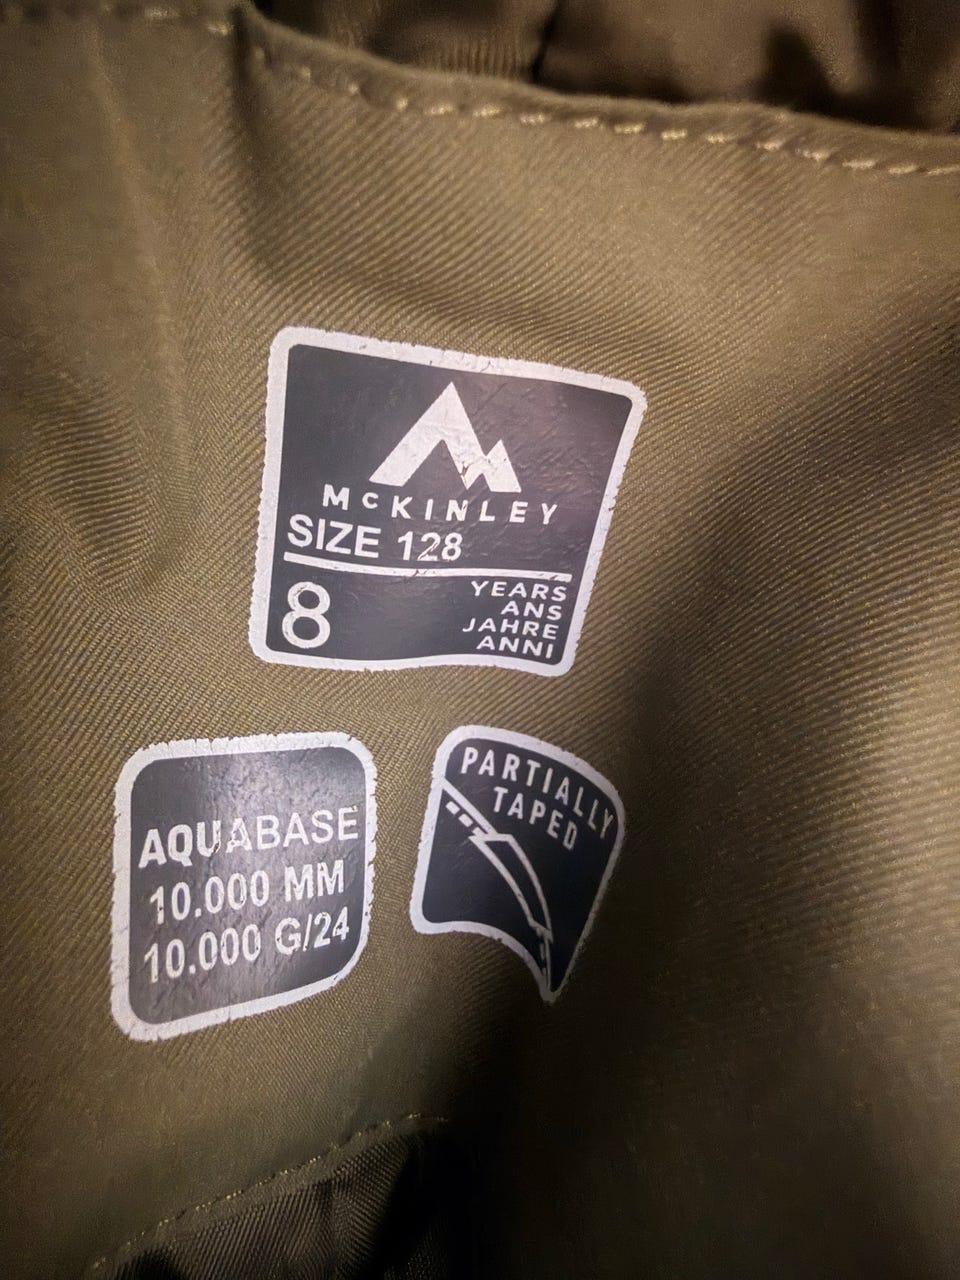 McKINLEY
SIZE 128
8
YEARS
ANS
JAHRE
ANNI
AQUABASE
10.000 MM
10.000 G/24
PARTIALLY
TAPED